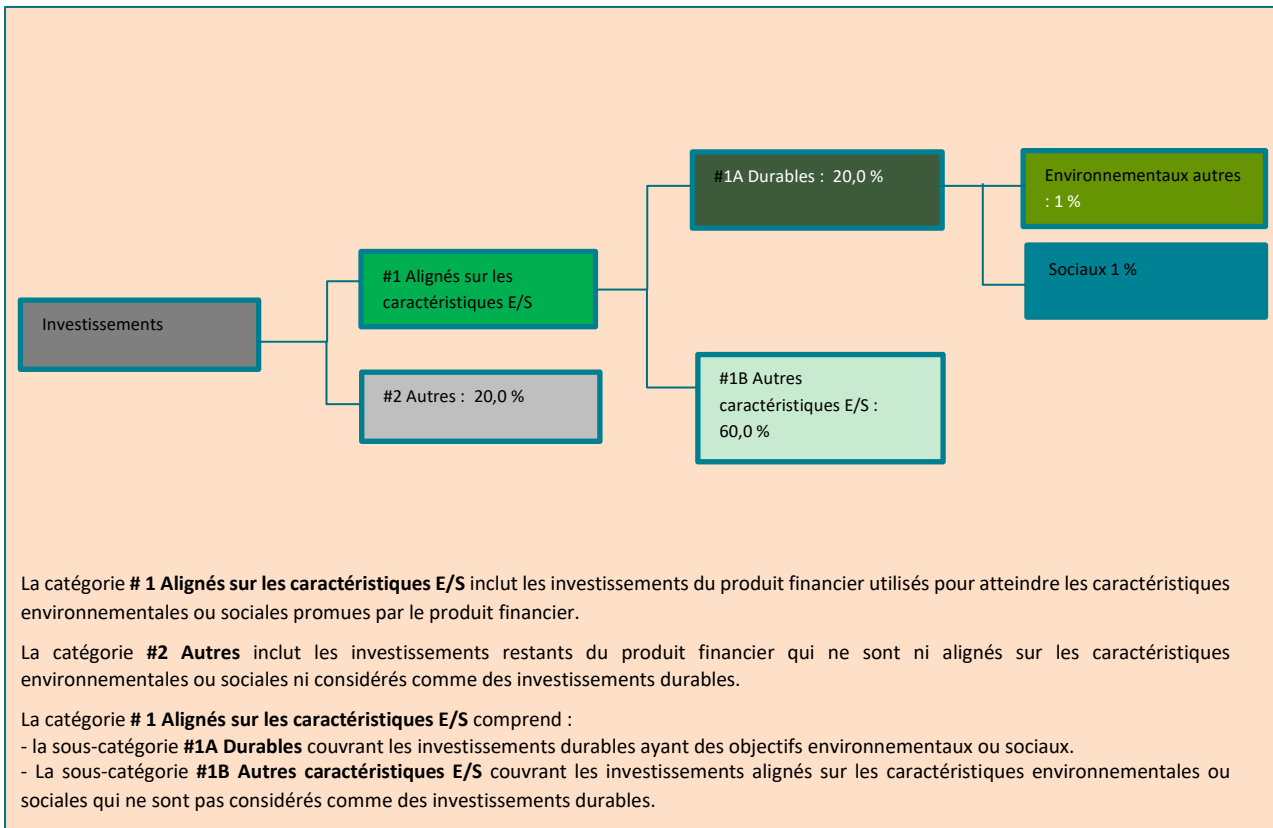 #1A Durables : 20,0 %
Environnementaux autres
: 1 %
Sociaux 1 %
#1 Alignés sur les
caractéristiques E/S
Investissements
#2 Autres : 20,0 %
#1B Autres
caractéristiques E/S :
60,0 %
La catégorie # 1 Alignés sur les caractéristiques E/S inclut les investissements du produit financier utilisés pour atteindre les caractéristiques
environnementales ou sociales promues par le produit financier.
La catégorie #2 Autres inclut les investissements restants du produit financier qui ne sont ni alignés sur les caractéristiques
environnementales ou sociales ni considérés comme des investissements durables.
La catégorie # 1 Alignés sur les caractéristiques E/S comprend :
- la sous-catégorie #1A Durables couvrant les investissements durables ayant des objectifs environnementaux ou sociaux.
- La sous-catégorie #1B Autres caractéristiques E/S couvrant les investissements alignés sur les caractéristiques environnementales ou
sociales qui ne sont pas considérés comme des investissements durables.